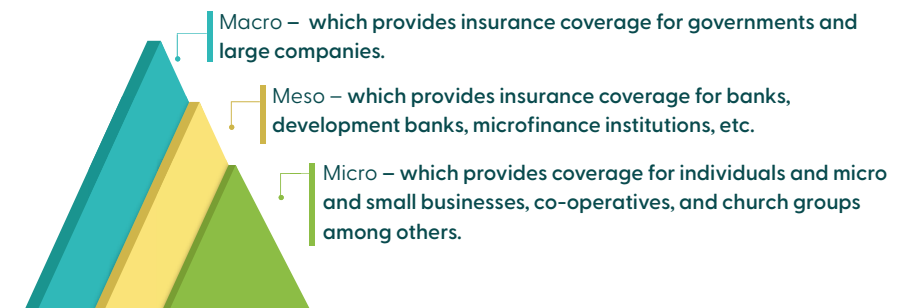 Macro – which provides insurance coverage for governments and
large companies.
Meso – which provides insurance coverage for banks,
development banks, microfinance institutions, etc.
Micro – which provides coverage for individuals and micro
and small businesses, co-operatives, and church groups
among others.